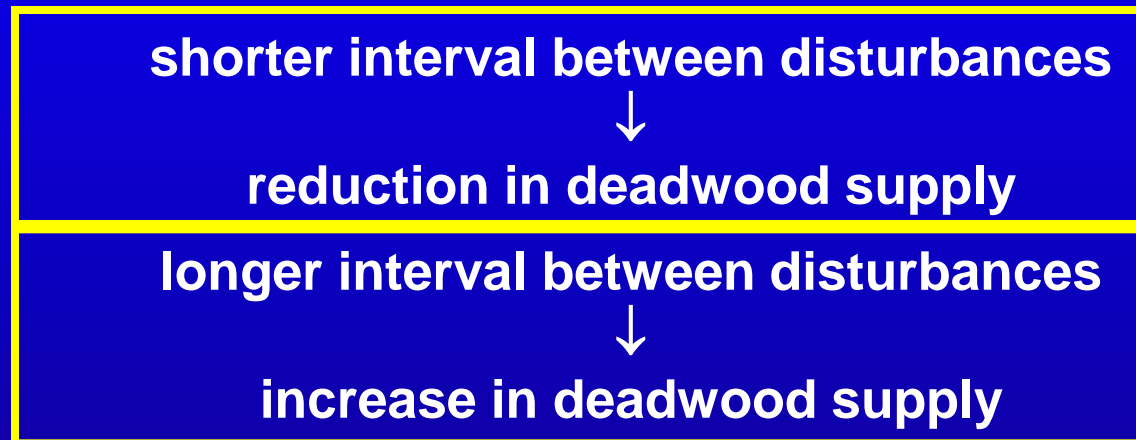 shorter interval between disturbances
↓
reduction in deadwood supply
longer interval between disturbances
↓
increase in deadwood supply